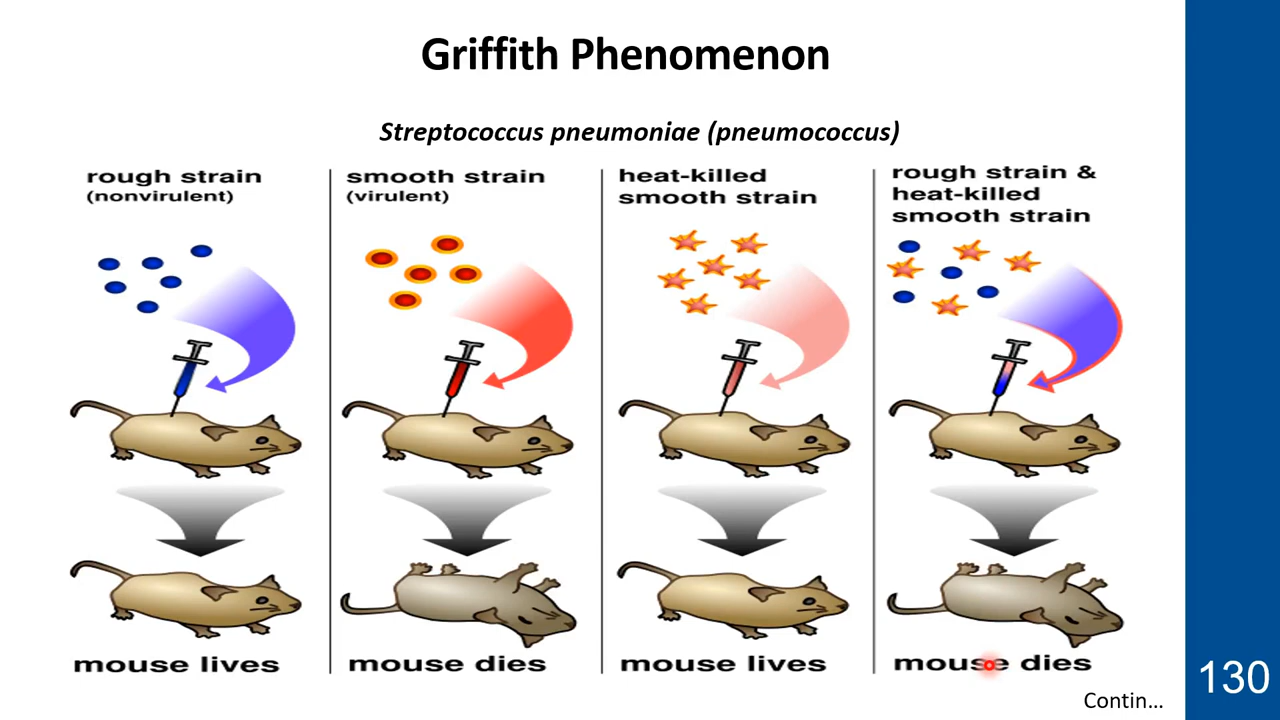 Griffith Phenomenon
Streptococcus pneumoniae (pneumococcus)
rough strain
(nonvirulent)
smooth strain
(virulent)
heat-killed
smooth strain
rough strain &
heat-killed
smooth strain
mouse lives
mouse dies
mouse lives
mouse dies
Contin...
130